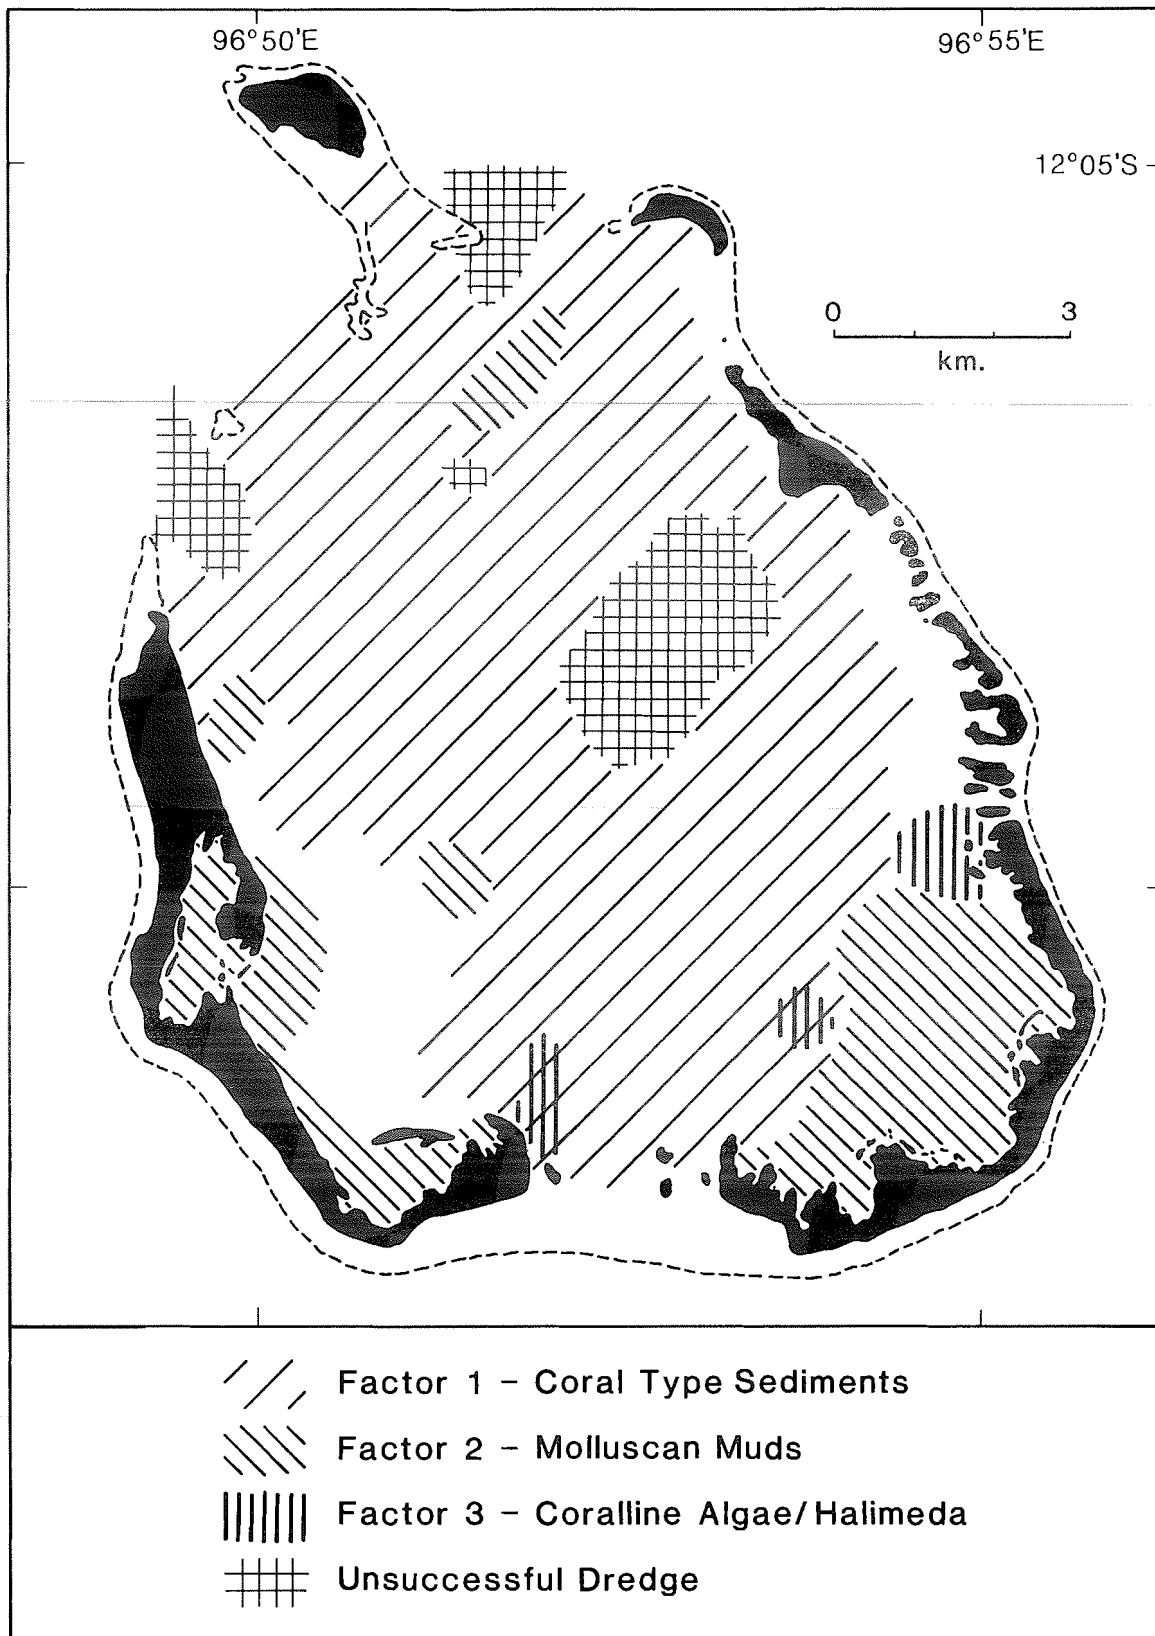 96°50'E
96°55'E
12°05'S
0 3
km.
Factor 1 – Coral Type Sediments
Factor 2 – Molluscan Muds
Factor 3 – Coralline Algae/Halimeda
Unsuccessful Dredge